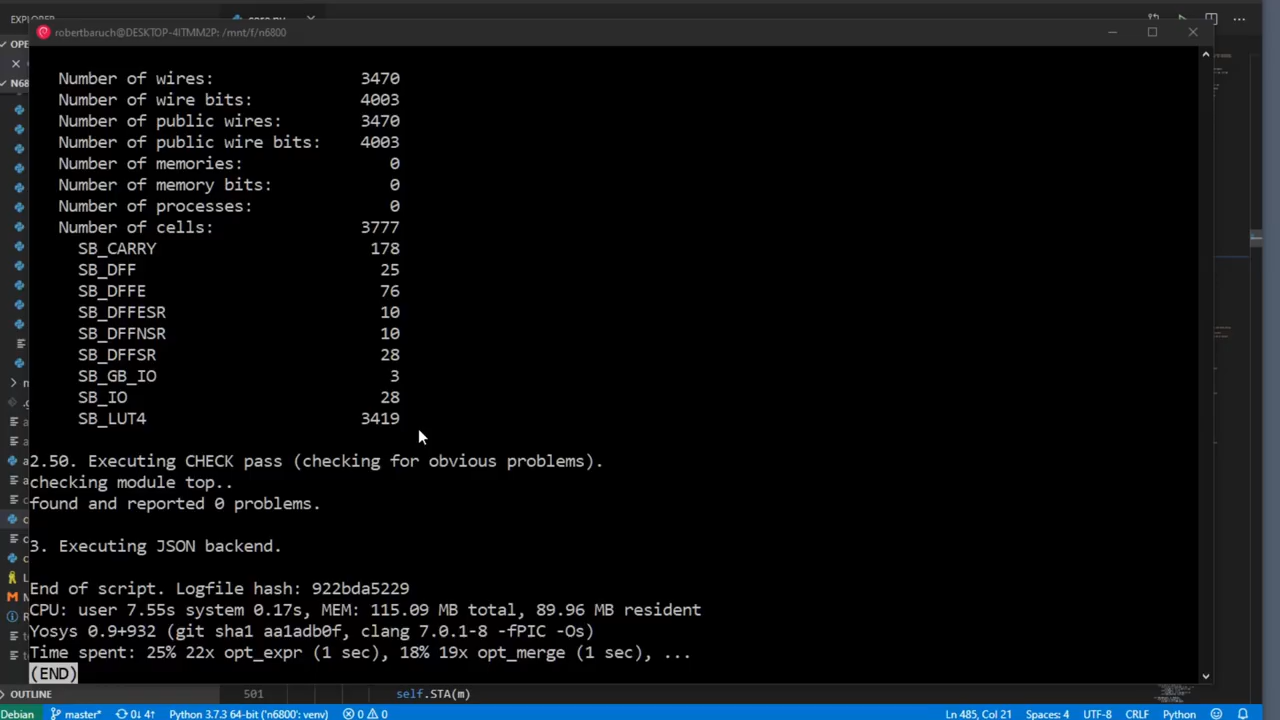 EXPLORER
robertbaruch@DESKTOP-4ITMM2P: /mnt/f/n6800
Number of wires: 3470
Number of wire bits: 4003
Number of public wires: 3470
Number of public wire bits: 4003
Number of memories: 0
Number of memory bits: 0
Number of processes: 0
Number of cells: 3777
SB_CARRY 178
SB_DFF 25
SB_DFFE 76
SB_DFFESR 10
SB_DFFNSR 10
SB_DFFSR 28
SB_GB_IO 3
SB_IO 28
SB_LUT4 3419
2.50. Executing CHECK pass (checking for obvious problems).
checking module top..
found and reported 0 problems.
3. Executing JSON backend.
End of script. Logfile hash: 922bda5229
CPU: user 7.55s system 0.17s, MEM: 115.09 MB total, 89.96 MB resident
Yosys 0.9+932 (git sha1 aa1adb0f, clang 7.0.1-8 -fPIC -Os)
Time spent: 25% 22x opt_expr (1 sec), 18% 19x opt_merge (1 sec), ...
(END)
OUTLINE 501 self.STA(m)
Debian master* 0↓ 4↑ Python 3.7.3 64-bit ('n6800': venv) 0 0 Ln 485, Col 21 Spaces: 4 UTF-8 CRLF Python